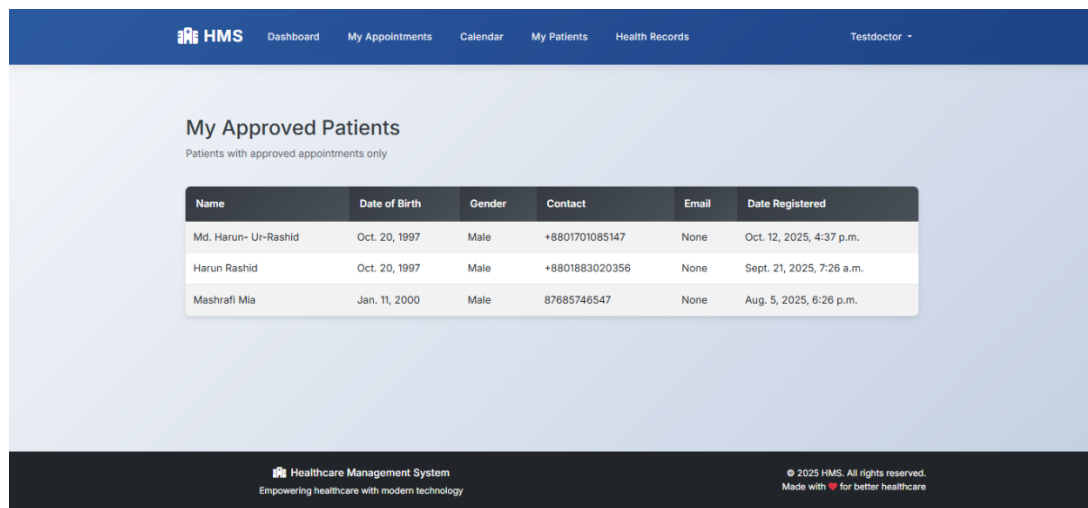 HMS Dashboard My Appointments Calendar My Patients Health Records Testdoctor
My Approved Patients
Patients with approved appointments only
Name Date of Birth Gender Contact Email Date Registered
Md. Harun- Ur-Rashid Oct. 20, 1997 Male +8801701085147 None Oct. 12, 2025, 4:37 p.m.
Harun Rashid Oct. 20, 1997 Male +8801883020356 None Sept. 21, 2025, 7:26 a.m.
Mashrafi Mia Jan. 11, 2000 Male 87685746547 None Aug. 5, 2025, 6:26 p.m.
Healthcare Management System
Empowering healthcare with modern technology
© 2025 HMS. All rights reserved.
Made with ❤ for better healthcare